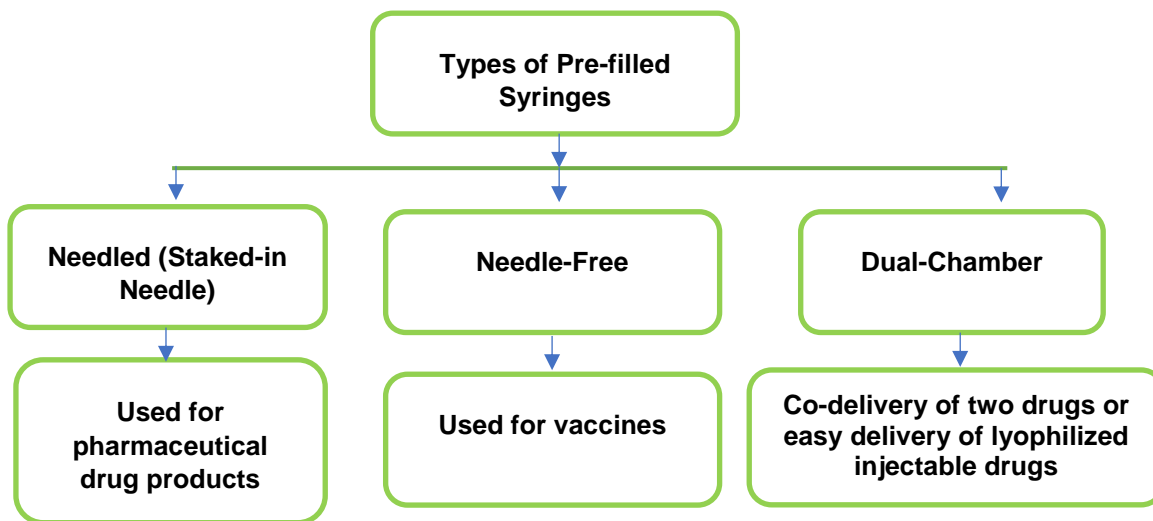 Types of Pre-filled
Syringes
Needled (Staked-in
Needle)
Needle-Free
Dual-Chamber
Used for
pharmaceutical
drug products
Used for vaccines
Co-delivery of two drugs or
easy delivery of lyophilized
injectable drugs